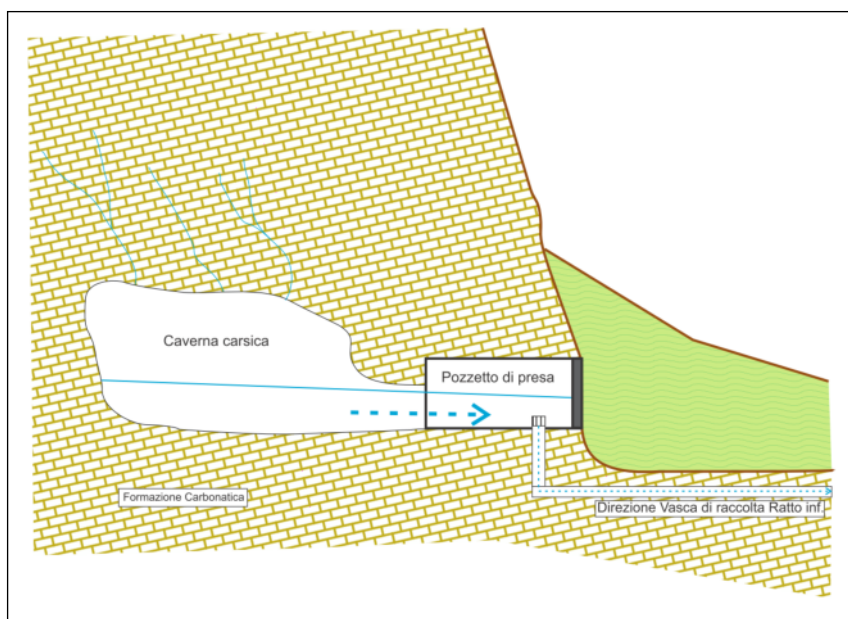 Caverna carsica
Pozzetto di presa
Formazione Carbonatica
Direzione Vasca di raccolta Ratto inf.